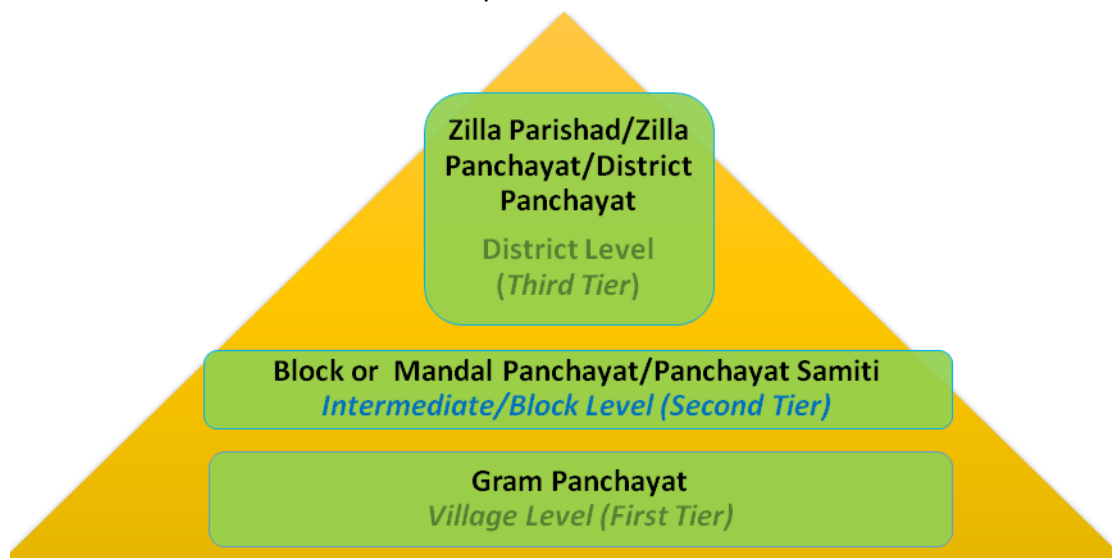 Zilla Parishad/Zilla
Panchayat/District
Panchayat
District Level
(Third Tier)
Block or Mandal Panchayat/Panchayat Samiti
Intermediate/Block Level (Second Tier)
Gram Panchayat
Village Level (First Tier)